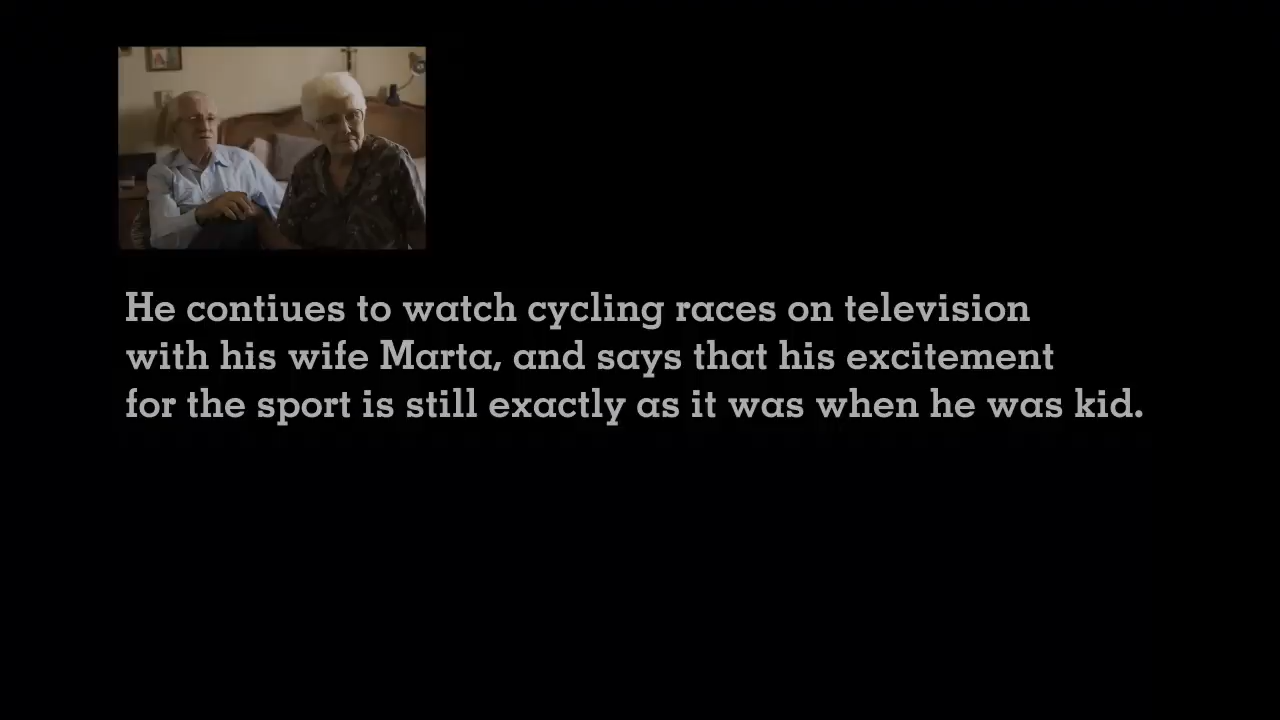 He contiues to watch cycling races on television
with his wife Marta, and says that his excitement
for the sport is still exactly as it was when he was kid.